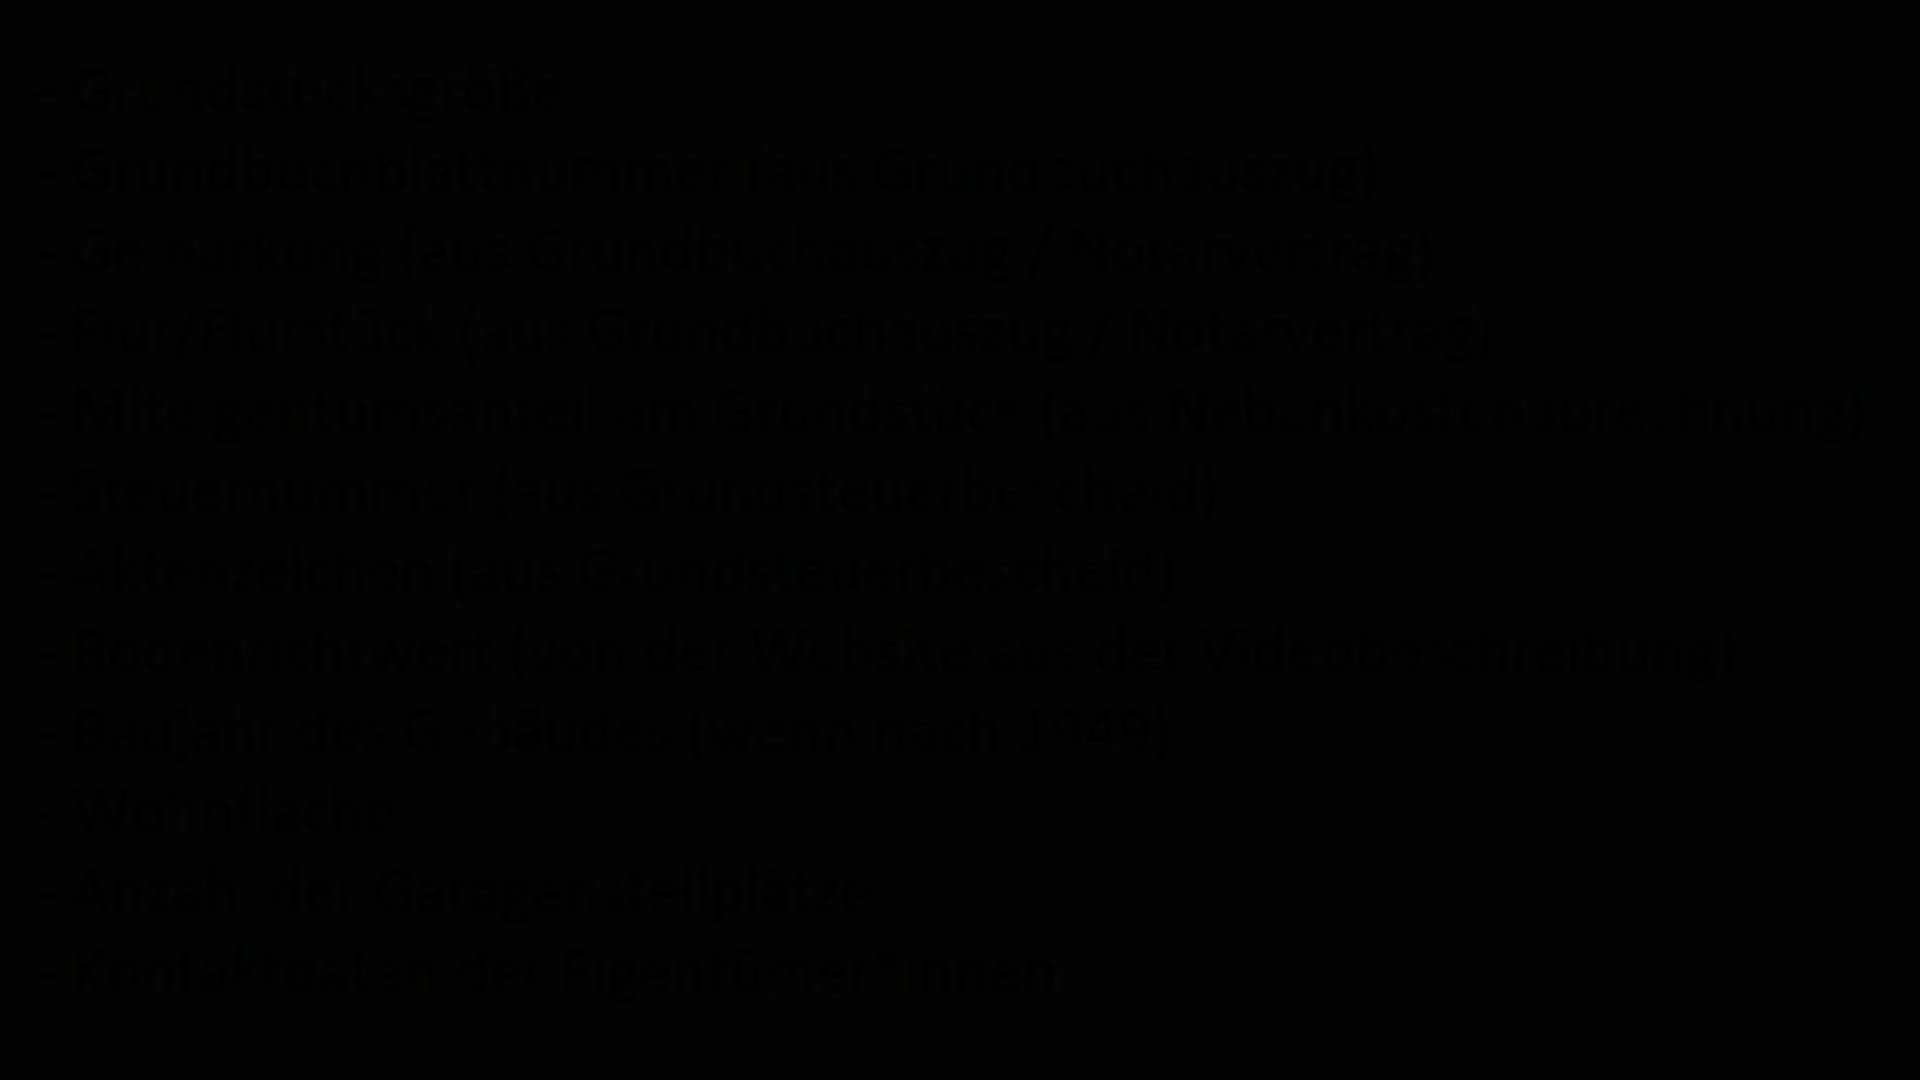 - Grundstücksgröße
- Grundbuchblattnummer (aus Grundbuchauszug)
- Gemarkung (aus Grundbuchauszug / Notarvertrag)
- Flur/Flurstück (aus Grundbuchauszug / Notarvertrag)
- Miteigentumsanteil am Grundstück (aus Nebenkostenabrechnung)
- Steuernummer (aus Grundsteuerbescheid)
- Aktenzeichen (aus Grundsteuerbescheid)
- Bodenrichtwert (von der Website aus der Videobeschreibung)
- Baujahr des Gebäudes (wenn nach 1949)
- Wohnfläche
- Anzahl der Garagenstellplätze
- Kontaktdaten der Eigentümer*innen